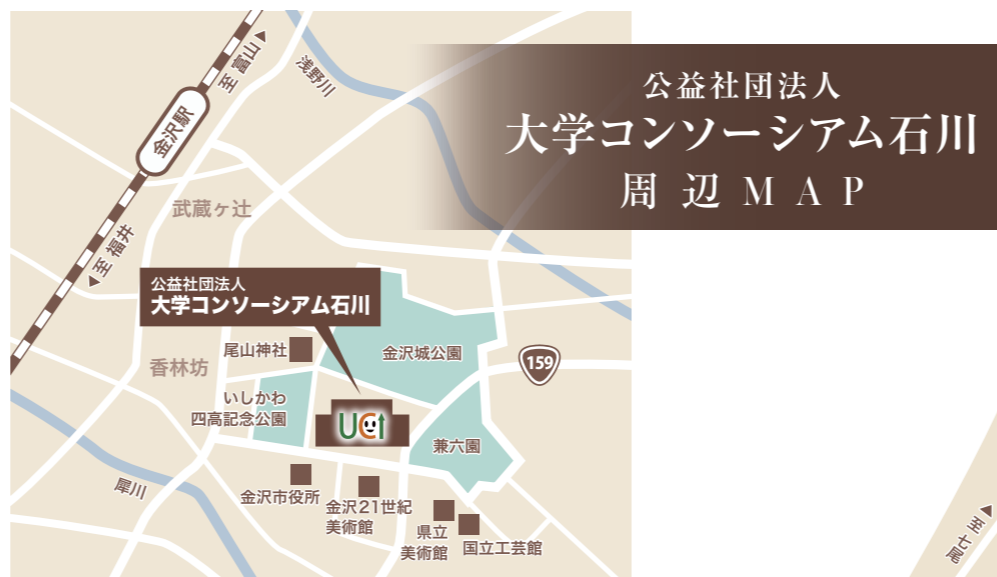 公益社団法人
大学コンソーシアム石川
周辺MAP
至 富山
浅野川
金沢駅
武蔵ヶ辻
至 福井
公益社団法人
大学コンソーシアム石川
尾山神社
金沢城公園
159
香林坊
いしかわ
四高記念公園
UCI
兼六園
犀川
金沢市役所
金沢21世紀
美術館
県立
美術館
国立工芸館
至 七尾